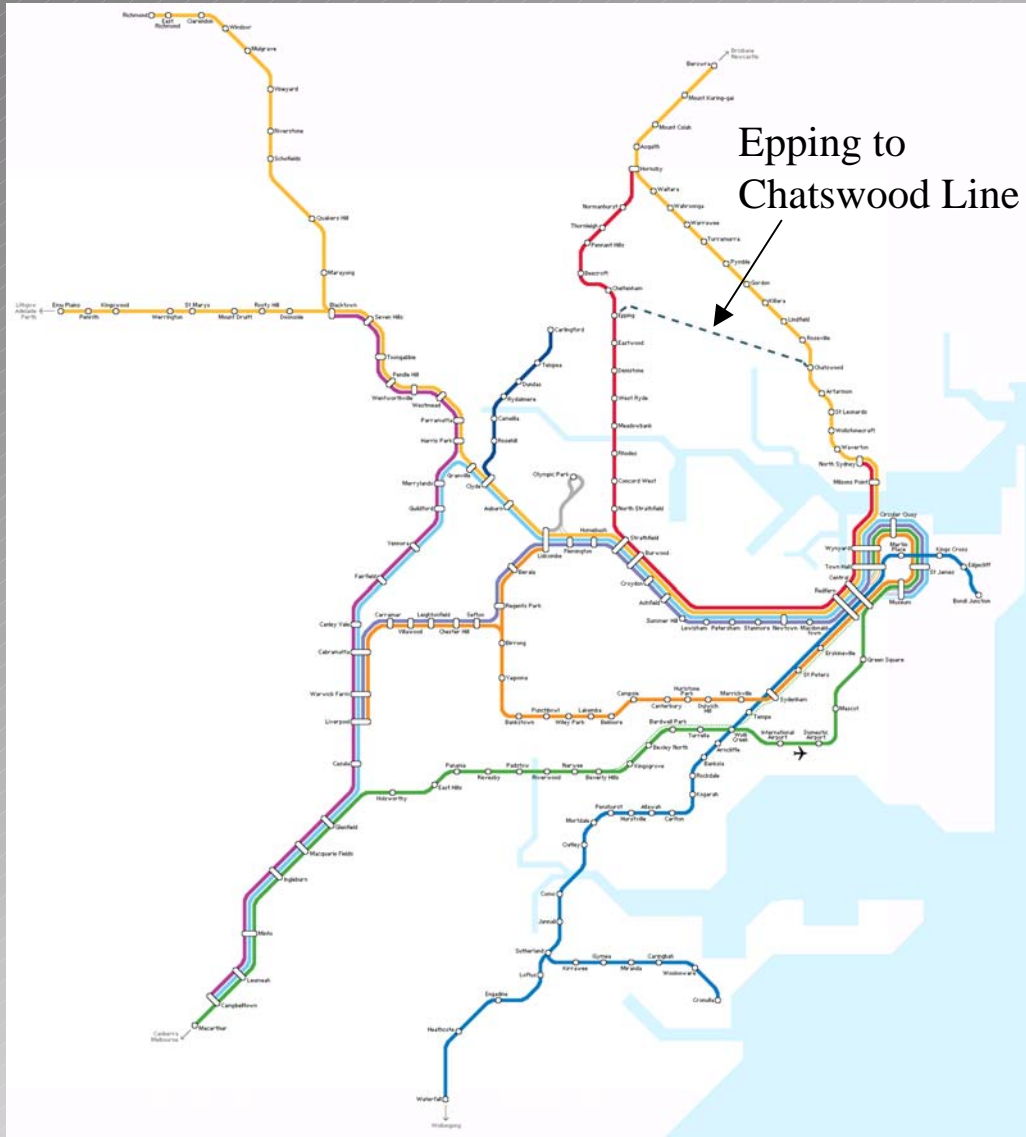 Epping to
Chatswood Line
Brisbane
Newcastle
Richmond
East
Richmond
Clarendon
Windsor
Mulgrave
Vineyard
Riverstone
Schofields
Quakers Hill
Marayong
Berowra
Mount Kuring-gai
Mount Colah
Asquith
Hornsby
Normanhurst
Thornleigh
Pennant Hills
Beecroft
Cheltenham
Epping
Eastwood
Denistone
West Ryde
Meadowbank
Rhodes
Concord West
North Strathfield
Waitara
Wahroonga
Warrawee
Turramurra
Pymble
Gordon
Killara
Lindfield
Roseville
Chatswood
Artarmon
St Leonards
Wollstonecraft
Waverton
North Sydney
Milsons Point
Lithgow
Adelaide
Perth
Emu Plains
Penrith
Kingswood
Werrington
St Marys
Mount Druitt
Rooty Hill
Doonside
Blacktown
Seven Hills
Toongabbie
Pendle Hill
Wentworthville
Westmead
Parramatta
Harris Park
Granville
Clyde
Auburn
Carlingford
Telopea
Dundas
Rydalmere
Camellia
Rosehill
Olympic Park
Merrylands
Guildford
Yennora
Fairfield
Canley Vale
Cabramatta
Warwick Farm
Liverpool
Casula
Lidcombe
Flemington
Homebush
Strathfield
Burwood
Croydon
Ashfield
Summer Hill
Lewisham
Petersham
Stanmore
Newtown
Macdonald
town
Berala
Regents Park
Carramar
Villawood
Leightonfield
Chester Hill
Sefton
Birrong
Yagoona
Bankstown
Punchbowl
Wiley Park
Lakemba
Belmore
Campsie
Canterbury
Hurlstone
Park
Dulwich
Hill
Marrickville
Sydenham
St Peters
Erskineville
Redfern
Central
Town Hall
Wynyard
Circular Quay
Martin
Place
St James
Museum
Kings Cross
Edgecliff
Bondi Junction
Green Square
Mascot
Domestic
Airport
International
Airport
Wolli
Creek
Tempe
Turrella
Bardwell Park
Bexley North
Kingsgrove
Beverly Hills
Narwee
Riverwood
Padstow
Revesby
Panania
East Hills
Holsworthy
Glenfield
Macquarie Fields
Ingleburn
Minto
Leumeah
Campbelltown
Macarthur
Canberra
Melbourne
Arncliffe
Banksia
Rockdale
Kogarah
Carlton
Allawah
Hurstville
Penshurst
Mortdale
Oatley
Como
Jannali
Sutherland
Kirrawee
Gymea
Miranda
Caringbah
Woolooware
Cronulla
Loftus
Engadine
Heathcote
Waterfall
Wollongong